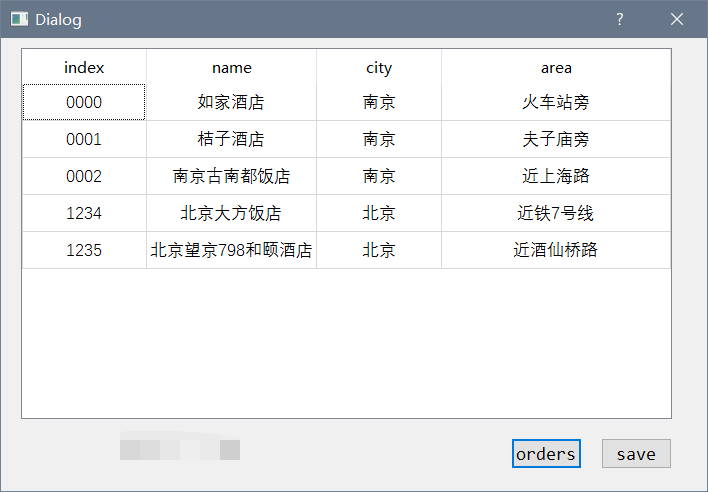 Dialog ?
index name city area
0000 如家酒店 南京 火车站旁
0001 桔子酒店 南京 夫子庙旁
0002 南京古南都饭店 南京 近上海路
1234 北京大方饭店 北京 近铁7号线
1235 北京望京798和颐酒店 北京 近酒仙桥路
orders save